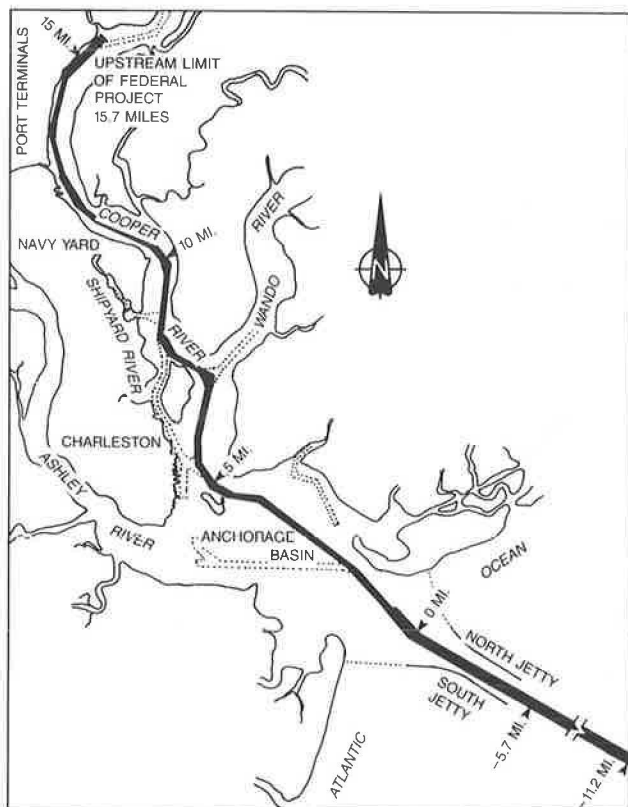 15 MI.
PORT TERMINALS
UPSTREAM LIMIT
OF FEDERAL
PROJECT
15.7 MILES
COOPER
RIVER
NAVY YARD
10 MI.
N
SHIPYARD RIVER
RIVER
WANDO
CHARLESTON
5 MI.
ASHLEY
RIVER
ANCHORAGE
BASIN
OCEAN
0 MI.
NORTH JETTY
SOUTH
JETTY
ATLANTIC
-5.7 MI.
-11.2 MI.